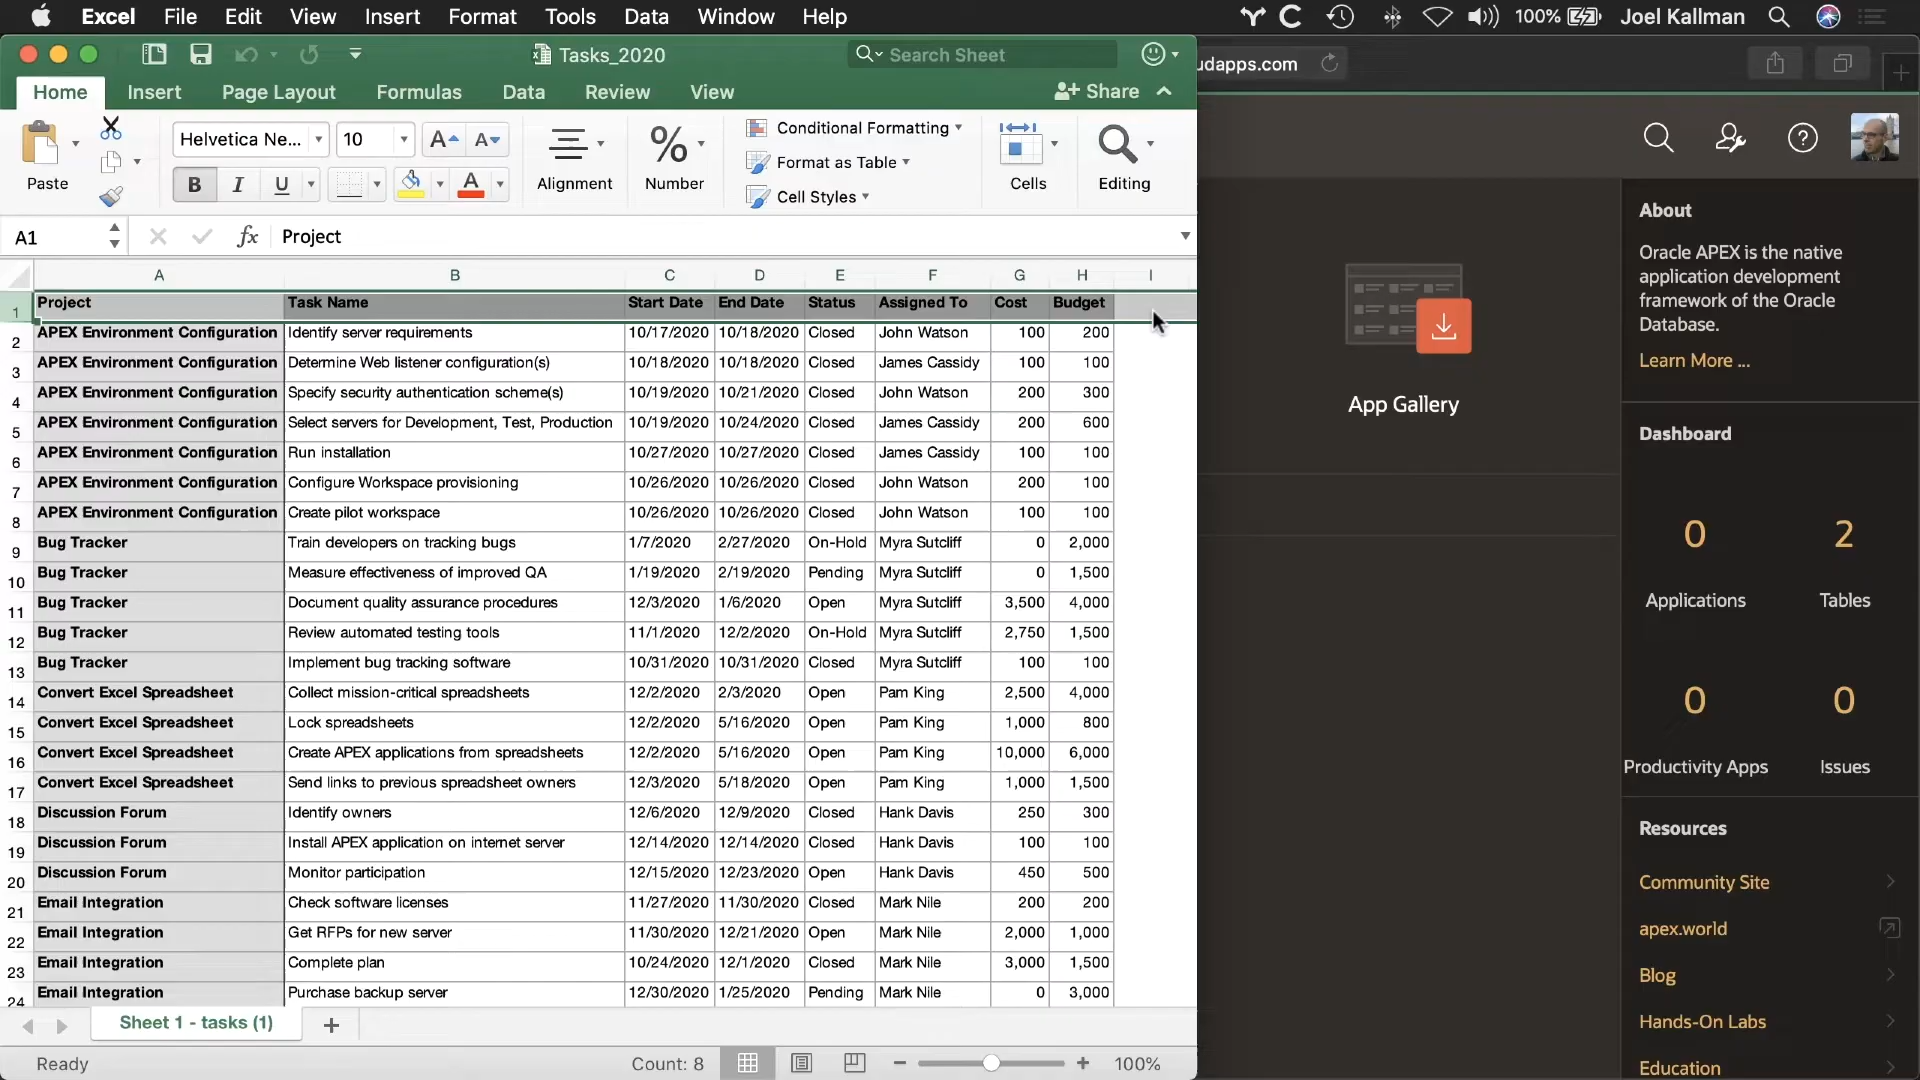 Excel File Edit View Insert Format Tools Data Window Help 100% Joel Kallman
Tasks_2020 Search Sheet
Home Insert Page Layout Formulas Data Review View Share
Paste Helvetica Ne... 10 A A B I U A Alignment % Number Conditional Formatting Format as Table Cell Styles Cells Editing
A1 fx Project
A B C D E F G H I
1 Project Task Name Start Date End Date Status Assigned To Cost Budget
2 APEX Environment Configuration Identify server requirements 10/17/2020 10/18/2020 Closed John Watson 100 200
3 APEX Environment Configuration Determine Web listener configuration(s) 10/18/2020 10/18/2020 Closed James Cassidy 100 100
4 APEX Environment Configuration Specify security authentication scheme(s) 10/19/2020 10/21/2020 Closed John Watson 200 300
5 APEX Environment Configuration Select servers for Development, Test, Production 10/19/2020 10/24/2020 Closed James Cassidy 200 600
6 APEX Environment Configuration Run installation 10/27/2020 10/27/2020 Closed James Cassidy 100 100
7 APEX Environment Configuration Configure Workspace provisioning 10/26/2020 10/26/2020 Closed John Watson 200 100
8 APEX Environment Configuration Create pilot workspace 10/26/2020 10/26/2020 Closed John Watson 100 100
9 Bug Tracker Train developers on tracking bugs 1/7/2020 2/27/2020 On-Hold Myra Sutcliff 0 2,000
10 Bug Tracker Measure effectiveness of improved QA 1/19/2020 2/19/2020 Pending Myra Sutcliff 0 1,500
11 Bug Tracker Document quality assurance procedures 12/3/2020 1/6/2020 Open Myra Sutcliff 3,500 4,000
12 Bug Tracker Review automated testing tools 11/1/2020 12/2/2020 On-Hold Myra Sutcliff 2,750 1,500
13 Bug Tracker Implement bug tracking software 10/31/2020 10/31/2020 Closed Myra Sutcliff 100 100
14 Convert Excel Spreadsheet Collect mission-critical spreadsheets 12/2/2020 2/3/2020 Open Pam King 2,500 4,000
15 Convert Excel Spreadsheet Lock spreadsheets 12/2/2020 5/16/2020 Open Pam King 1,000 800
16 Convert Excel Spreadsheet Create APEX applications from spreadsheets 12/2/2020 5/16/2020 Open Pam King 10,000 6,000
17 Convert Excel Spreadsheet Send links to previous spreadsheet owners 12/3/2020 5/18/2020 Open Pam King 1,000 1,500
18 Discussion Forum Identify owners 12/6/2020 12/9/2020 Closed Hank Davis 250 300
19 Discussion Forum Install APEX application on internet server 12/14/2020 12/14/2020 Closed Hank Davis 100 100
20 Discussion Forum Monitor participation 12/15/2020 12/23/2020 Open Hank Davis 450 500
21 Email Integration Check software licenses 11/27/2020 11/30/2020 Closed Mark Nile 200 200
22 Email Integration Get RFPs for new server 11/30/2020 12/21/2020 Open Mark Nile 2,000 1,000
23 Email Integration Complete plan 10/24/2020 12/1/2020 Closed Mark Nile 3,000 1,500
24 Email Integration Purchase backup server 12/30/2020 1/25/2020 Pending Mark Nile 0 3,000
Sheet 1 - tasks (1)
Ready Count: 8 100%
udapps.com
App Gallery
About
Oracle APEX is the native
application development
framework of the Oracle
Database.
Learn More ...
Dashboard
0 2
Applications Tables
0 0
Productivity Apps Issues
Resources
Community Site
apex.world
Blog
Hands-On Labs
Education